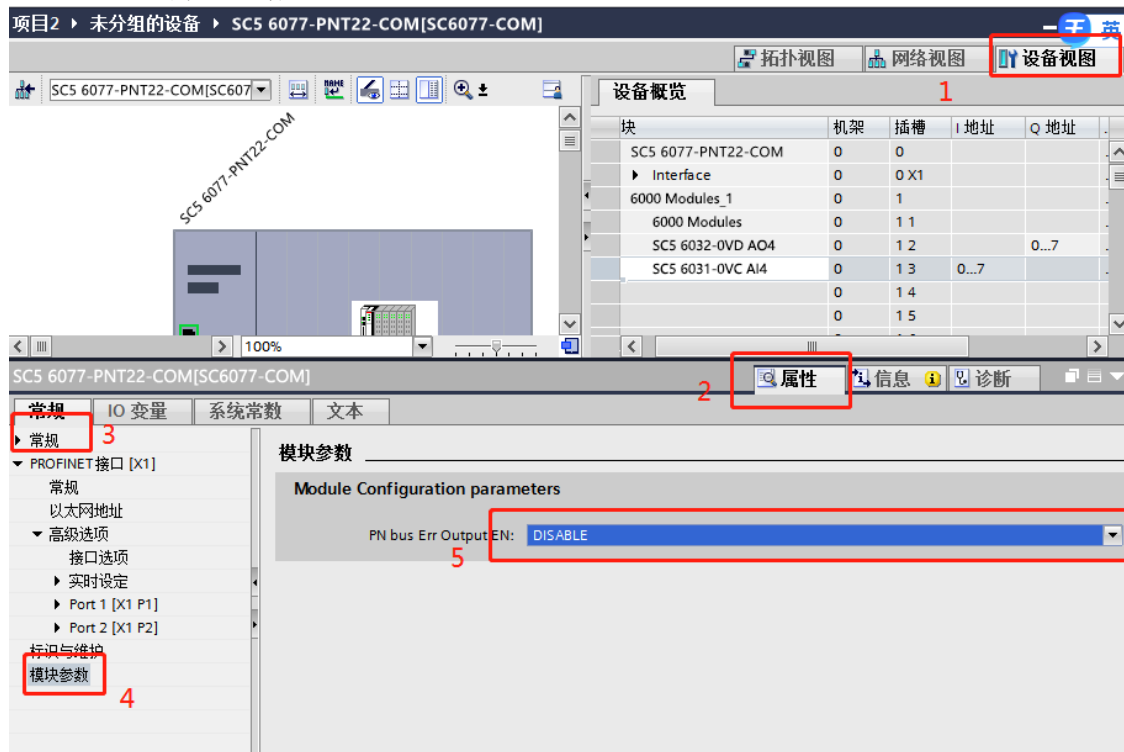 项目2 ▸ 未分组的设备 ▸ SC5 6077-PNT22-COM[SC6077-COM]
王 英
拓扑视图 网络视图 设备视图
1
SC5 6077-PNT22-COM[SC607
设备概览
SC5 6077-PNT22-COM
块 机架 插槽 I 地址 Q 地址 .
SC5 6077-PNT22-COM 0 0
Interface 0 0 X1
6000 Modules_1 0 1
6000 Modules 0 1 1
SC5 6032-0VD AO4 0 1 2 0...7
SC5 6031-0VC AI4 0 1 3 0...7
0 1 4
0 1 5
100%
SC5 6077-PNT22-COM[SC6077-COM]
2
属性 信息 诊断
常规 IO 变量 系统常数 文本
常规
3
PROFINET接口 [X1]
常规
以太网地址
高级选项
接口选项
实时设定
Port 1 [X1 P1]
Port 2 [X1 P2]
标识与维护
模块参数
4
模块参数
Module Configuration parameters
PN bus Err Output EN: DISABLE
5